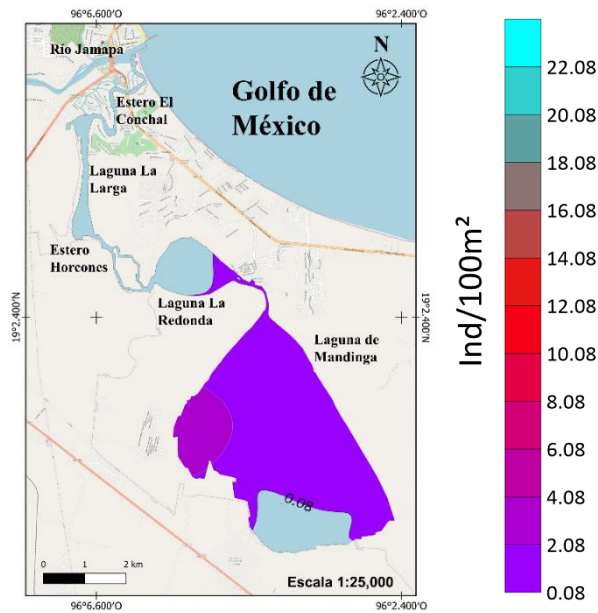 96°6.600'O
96°2.400'O
Río Jamapa
N
Estero El
Conchal
Golfo de
México
Laguna La
Larga
Estero
Horcones
Laguna La
Redonda
19°2.400'N
19°2.400'N
Laguna de
Mandinga
0.08
0
1
2 km
Escala 1:25,000
96°6.600'O
96°2.400'O
Ind/100m²
22.08
20.08
18.08
16.08
14.08
12.08
10.08
8.08
6.08
4.08
2.08
0.08